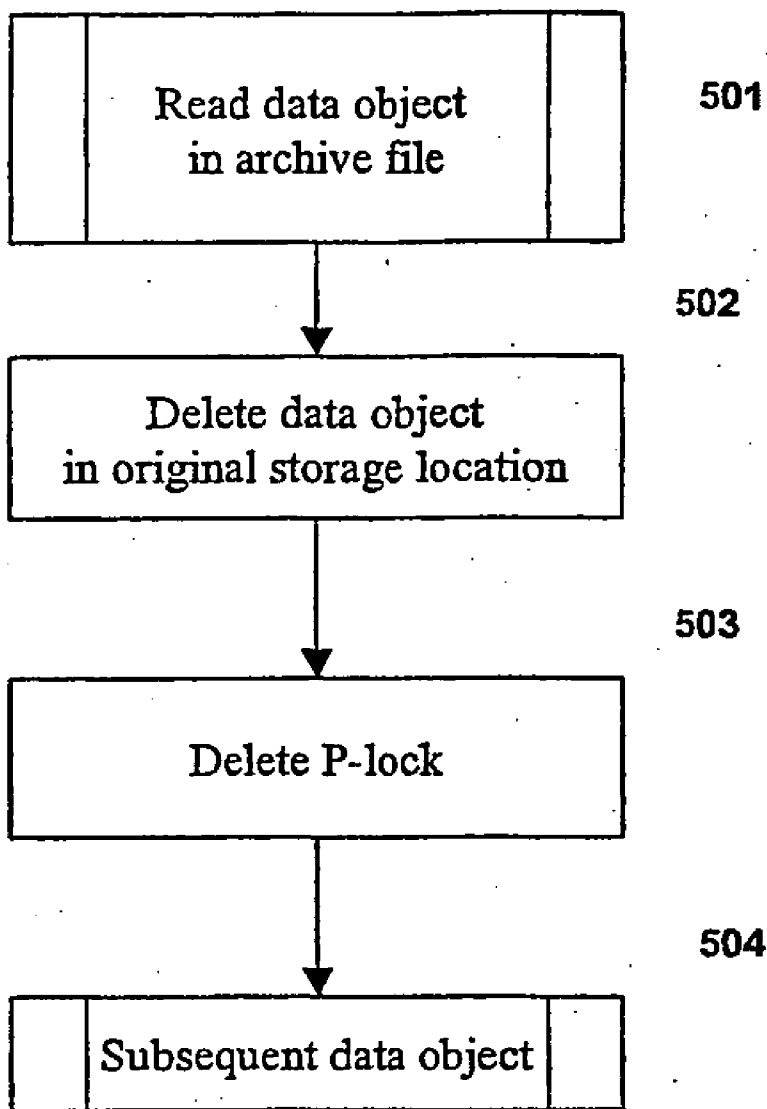 Read data object
in archive file
501
502
Delete data object
in original storage location
503
Delete P-lock
504
Subsequent data object